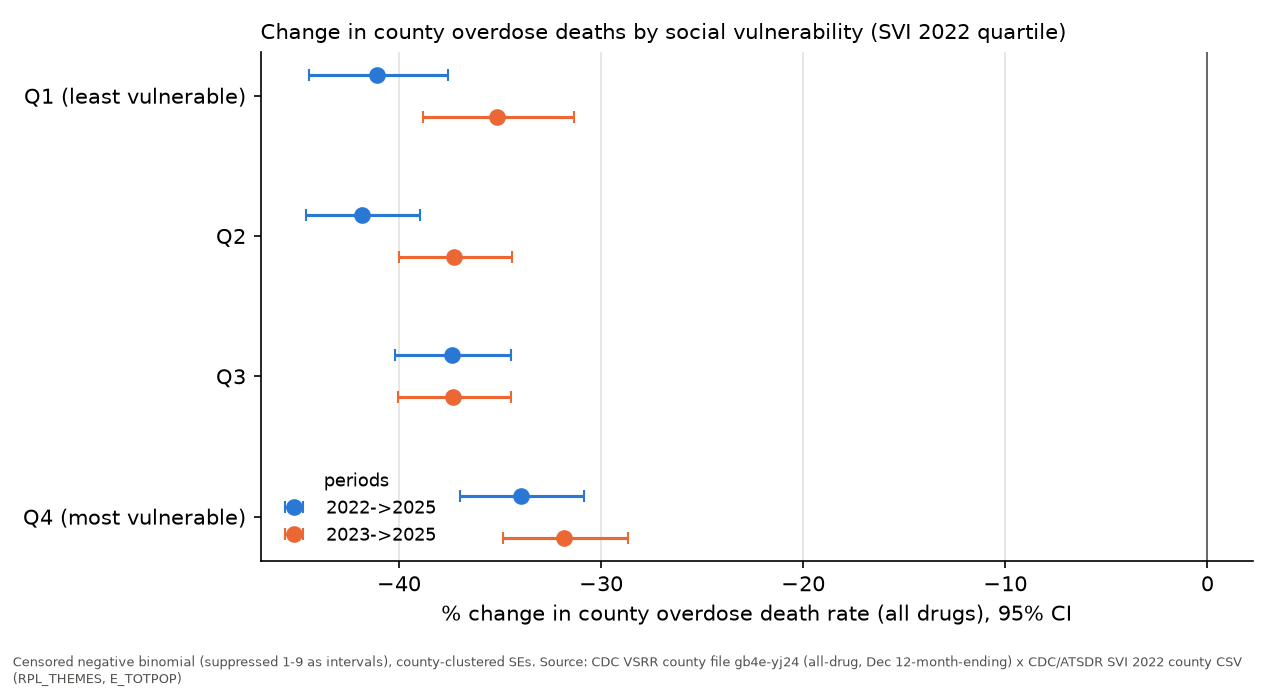 Change in county overdose deaths by social vulnerability (SVI 2022 quartile)
Q1 (least vulnerable)
Q2
Q3
Q4 (most vulnerable)
periods
2022->2025
2023->2025
−40
−30
−20
−10
0
% change in county overdose death rate (all drugs), 95% CI
Censored negative binomial (suppressed 1-9 as intervals), county-clustered SEs. Source: CDC VSRR county file gb4e-yj24 (all-drug, Dec 12-month-ending) x CDC/ATSDR SVI 2022 county CSV
(RPL_THEMES, E_TOTPOP)